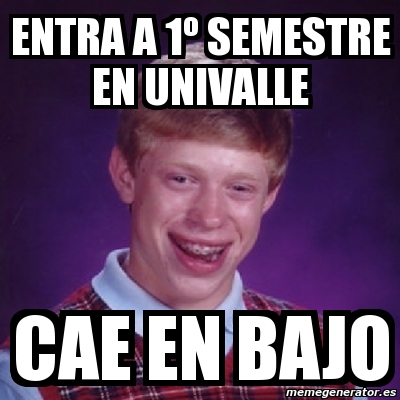 ENTRA A 1º SEMESTRE
EN UNIVALLE
CAE EN BAJO
memegenerator.es